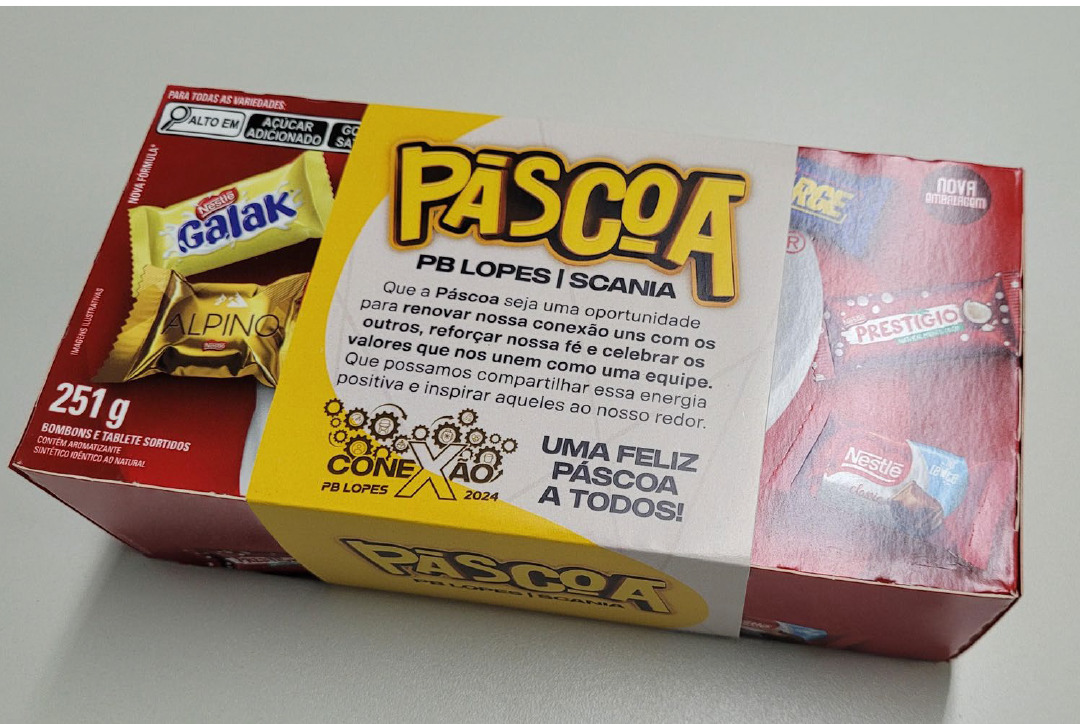 PARA TODAS AS VARIEDADES:
ALTO EM
AÇÚCAR
ADICIONADO
NOVA FÓRMULA*
Nestlé
Galak
ALPINO
IMAGENS ILUSTRATIVAS
251 g
BOMBONS E TABLETE SORTIDOS
CONTÉM AROMATIZANTE
SINTÉTICO IDÊNTICO AO NATURAL
PÁSCOA
PB LOPES | SCANIA
Que a Páscoa seja uma oportunidade
para renovar nossa conexão uns com os
outros, reforçar nossa fé e celebrar os
valores que nos unem como uma equipe.
Que possamos compartilhar essa energia
positiva e inspirar aqueles ao nosso redor.
CONEXÃO
PB LOPES 2024
UMA FELIZ
PÁSCOA
A TODOS!
NOVA
EMBALAGEM
PRESTÍGIO
Nestlé
classic
PÁSCOA
PB LOPES | SCANIA